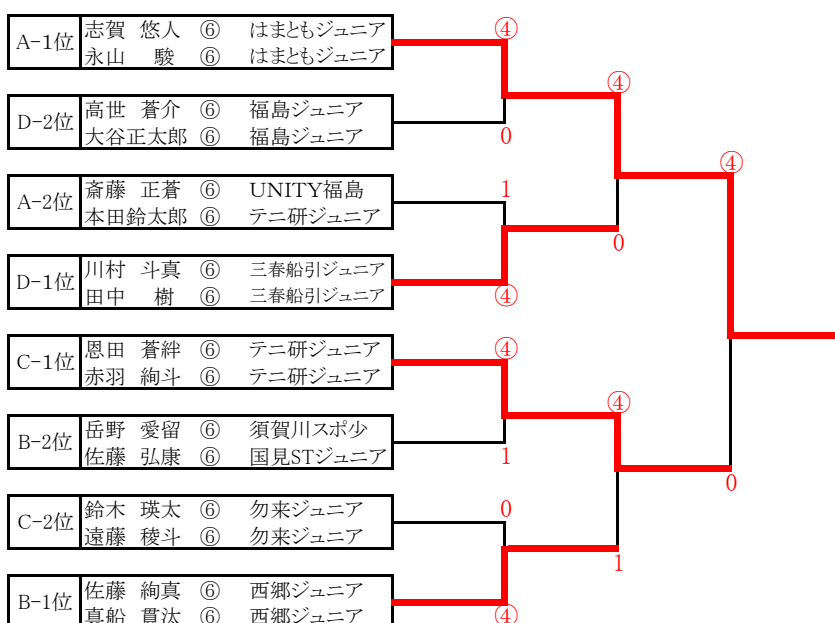 A-1位 志賀 悠人 ⑥ はまともジュニア
永山 駿 ⑥ はまともジュニア
④
④
D-2位 高世 蒼介 ⑥ 福島ジュニア
大谷正太郎 ⑥ 福島ジュニア
0
④
A-2位 斎藤 正蒼 ⑥ UNITY福島
本田鈴太郎 ⑥ テニ研ジュニア
1
0
D-1位 川村 斗真 ⑥ 三春船引ジュニア
田中 樹 ⑥ 三春船引ジュニア
④
C-1位 恩田 蒼絆 ⑥ テニ研ジュニア
赤羽 絢斗 ⑥ テニ研ジュニア
④
④
B-2位 岳野 愛留 ⑥ 須賀川スポ少
佐藤 弘康 ⑥ 国見STジュニア
1
0
C-2位 鈴木 瑛太 ⑥ 勿来ジュニア
遠藤 稜斗 ⑥ 勿来ジュニア
0
1
B-1位 佐藤 絢真 ⑥ 西郷ジュニア
真船 貫汰 ⑥ 西郷ジュニア
④